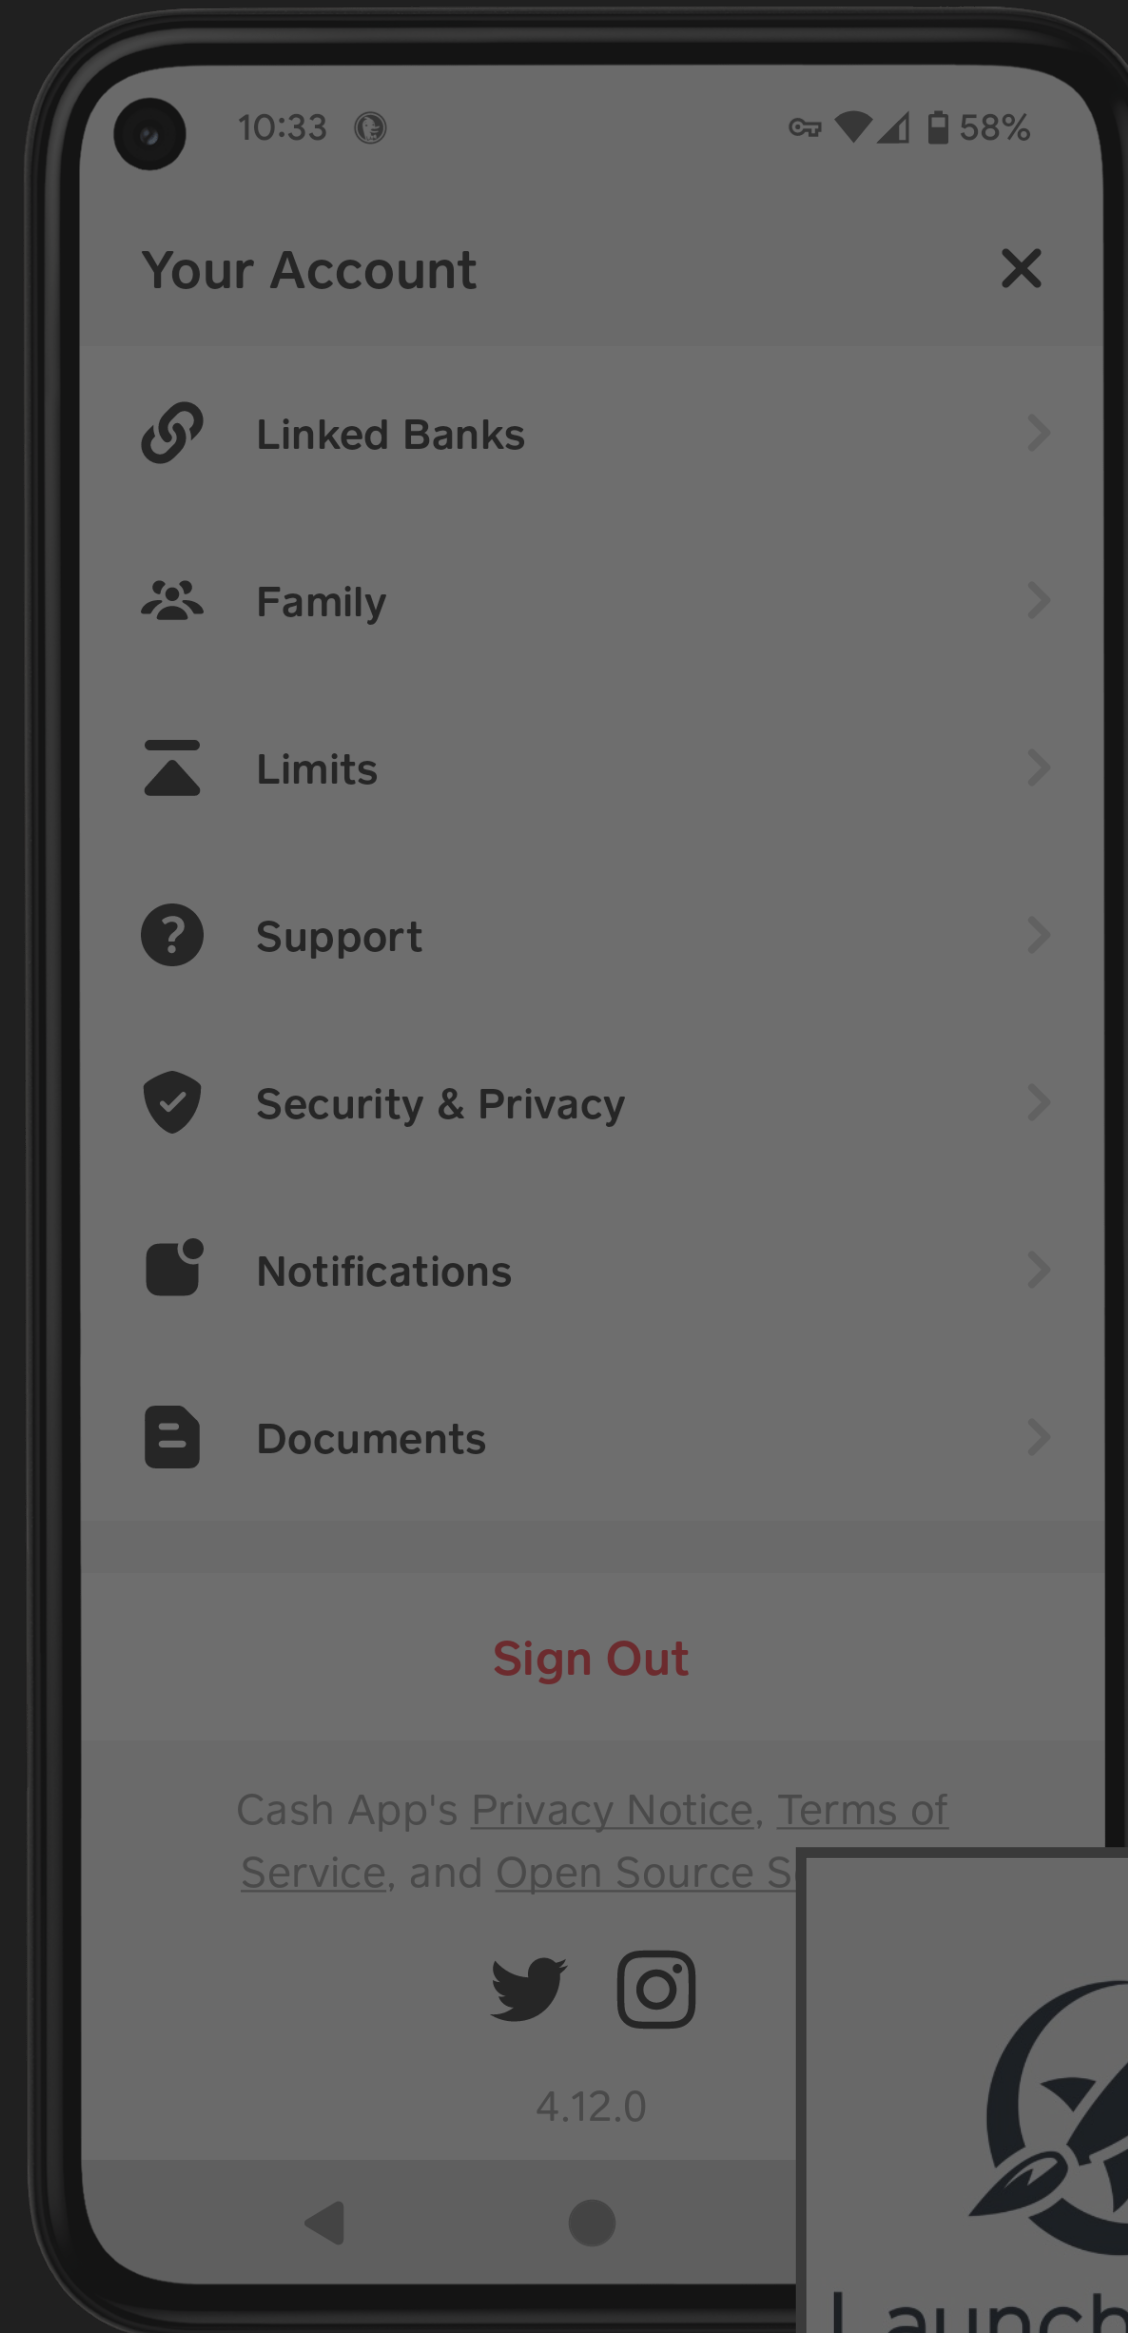 10:33 58%
Your Account
Linked Banks
Family
Limits
Support
Security & Privacy
Notifications
Documents
Sign Out
Cash App's Privacy Notice, Terms of
Service, and Open Source
4.12.0
Launch